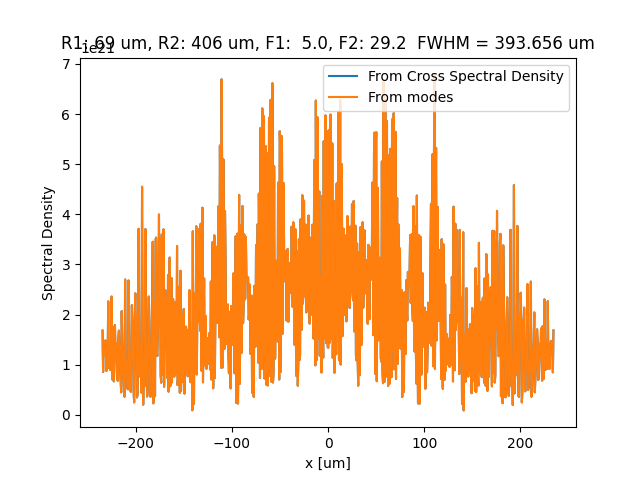 R1: 69 um, R2: 406 um, F1:  5.0, F2: 29.2  FWHM = 393.656 um
1e21
From Cross Spectral Density
From modes
7
6
5
4
3
2
1
0
Spectral Density
−200
−100
0
100
200
x [um]